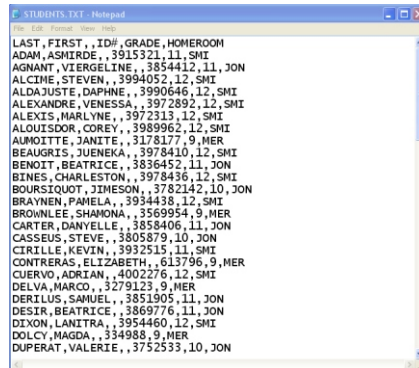 STUDENTS.TXT - Notepad
File Edit Format View Help
LAST,FIRST,,ID#,GRADE,HOMEROOM
ADAM,ASMIRDE,,3915321,11,SMI
AGNANT,VIERGELINE,,3854412,11,JON
ALCIME,STEVEN,,3994052,12,SMI
ALDAJUSTE,DAPHNE,,3990646,12,SMI
ALEXANDRE,VENESSA,,3972892,12,SMI
ALEXIS,MARLYNE,,3972313,12,SMI
ALOUISDOR,COREY,,3989962,12,SMI
AUMOITTE,JANITE,,3178177,9,MER
BEAUGRIS,JUENEKA,,3978410,12,SMI
BENOIT,BEATRICE,,3836452,11,JON
BINES,CHARLESTON,,3978436,12,SMI
BOURSIQUOT,JIMESON,,3782142,10,JON
BRAYNEN,PAMELA,,3934438,12,SMI
BROWNLEE,SHAMONA,,3569954,9,MER
CARTER,DANYELLE,,3858406,11,JON
CASSEUS,STEVE,,3805879,10,JON
CIRILLE,KEVIN,,3932515,11,SMI
CONTRERAS,ELIZABETH,,613796,9,MER
CUERVO,ADRIAN,,4002276,12,SMI
DELVA,MARCO,,3279123,9,MER
DERILUS,SAMUEL,,3851905,11,JON
DESIR,BEATRICE,,3869776,11,JON
DIXON,LANITRA,,3954460,12,SMI
DOLCY,MAGDA,,334988,9,MER
DUPERAT,VALERIE,,3752533,10,JON